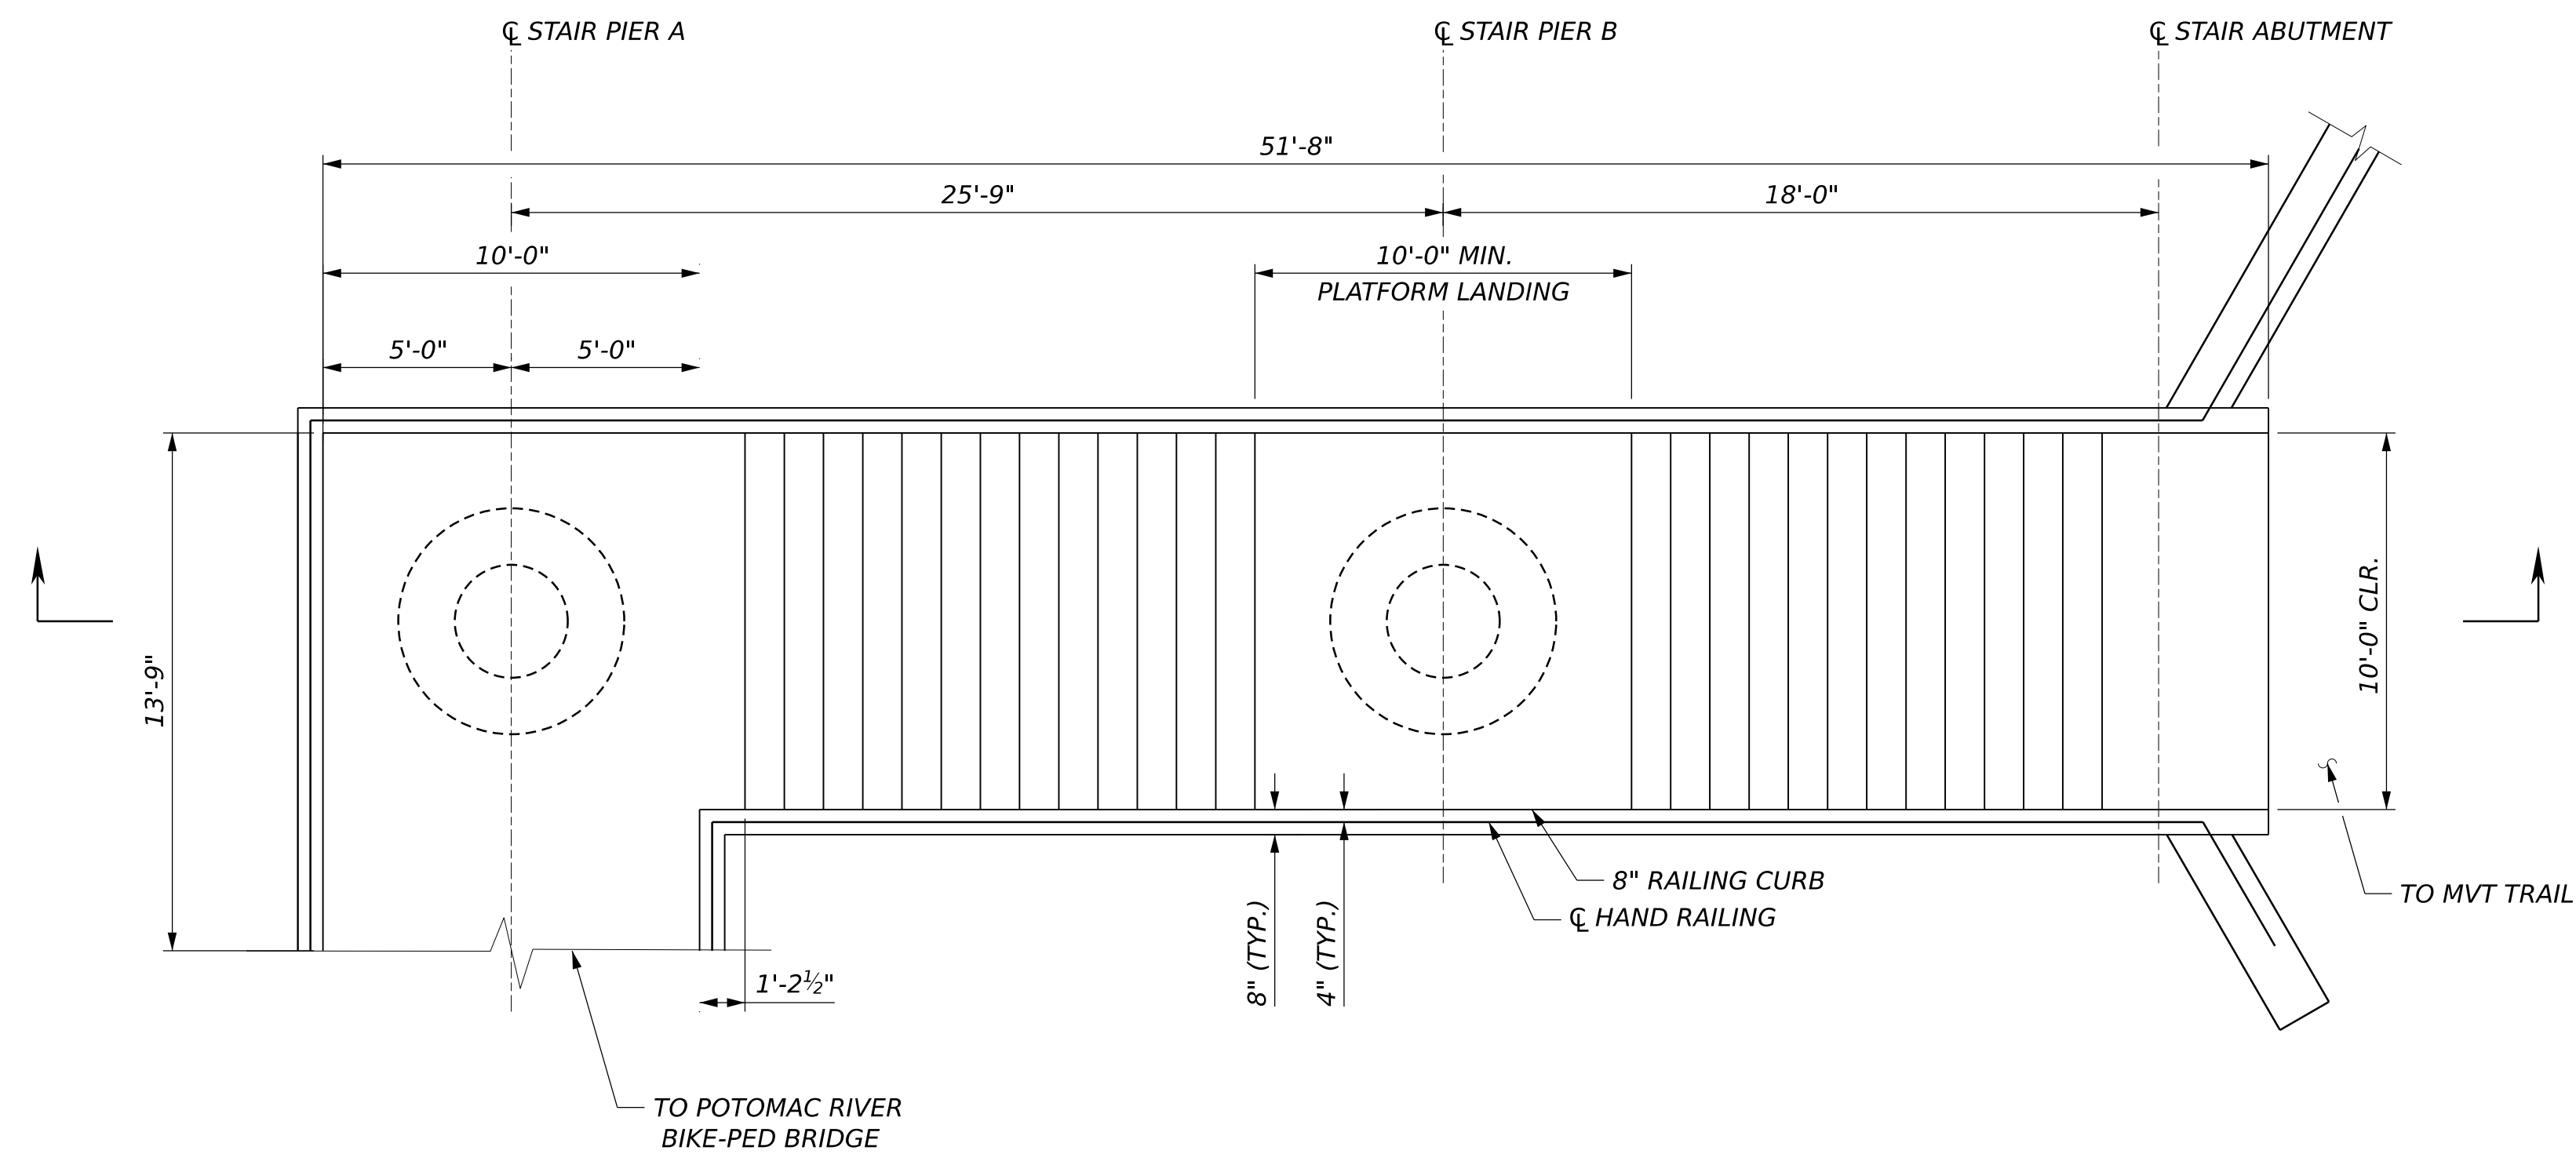 ℄ STAIR PIER A
℄ STAIR PIER B
℄ STAIR ABUTMENT
51'-8"
25'-9"
18'-0"
10'-0"
10'-0" MIN.
PLATFORM LANDING
5'-0"
5'-0"
13'-9"
10'-0" CLR.
8" RAILING CURB
℄ HAND RAILING
TO MVT TRAIL
8" (TYP.)
4" (TYP.)
1'-2½"
TO POTOMAC RIVER
BIKE-PED BRIDGE